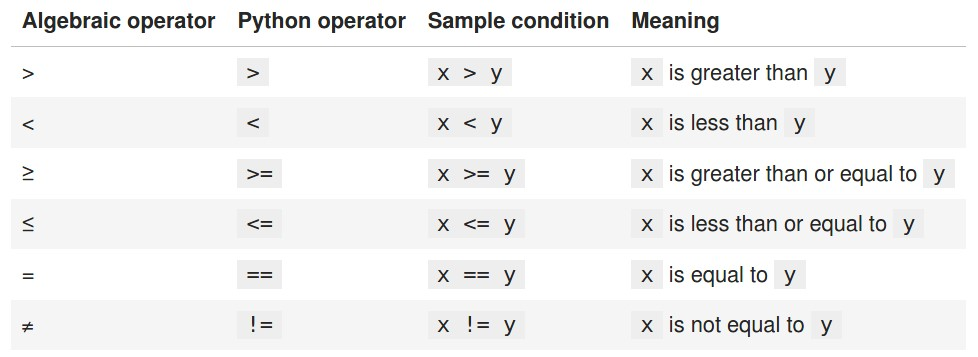 Algebraic operator Python operator Sample condition Meaning
> > x > y x is greater than y
< < x < y x is less than y
≥ >= x >= y x is greater than or equal to y
≤ <= x <= y x is less than or equal to y
= == x == y x is equal to y
≠ != x != y x is not equal to y